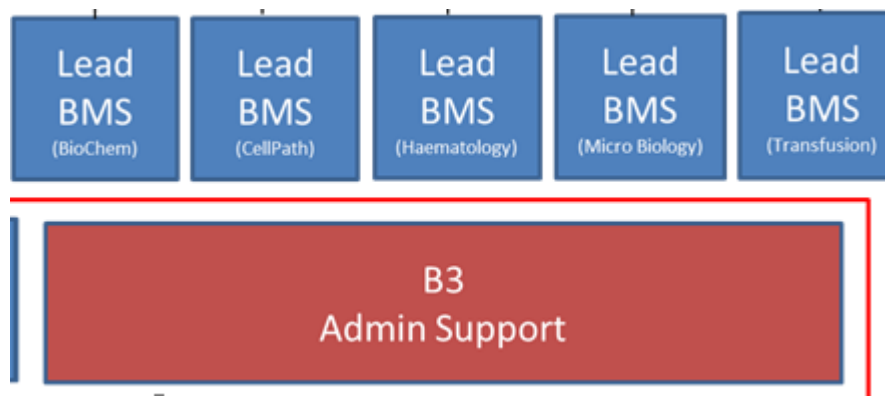 Lead
BMS
(BioChem)
Lead
BMS
(CellPath)
Lead
BMS
(Haematology)
Lead
BMS
(Micro Biology)
Lead
BMS
(Transfusion)
B3
Admin Support